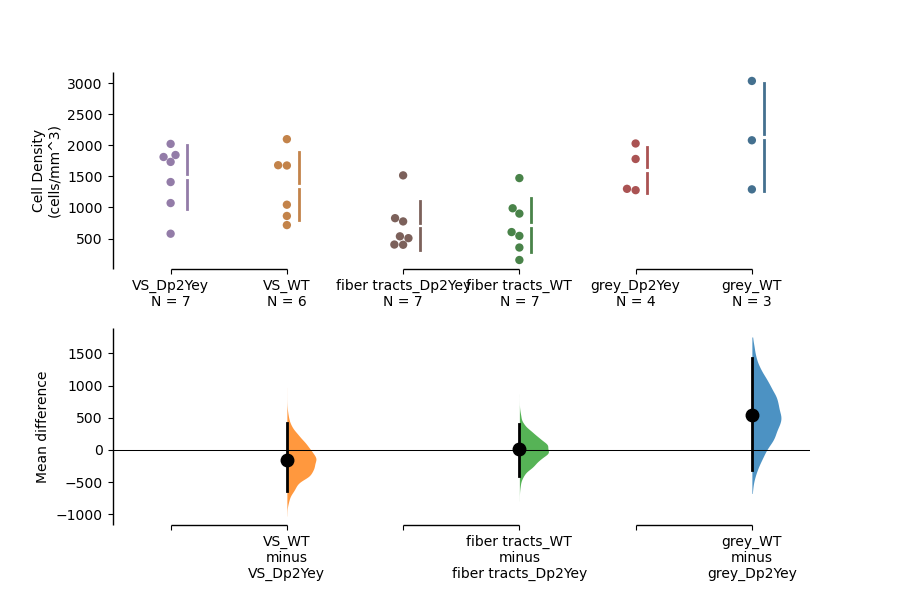 3000
2500
2000
1500
1000
500
Cell Density
(cells/mm^3)
VS_Dp2Yey
N = 7
VS_WT
N = 6
fiber tracts_Dp2Yey
N = 7
fiber tracts_WT
N = 7
grey_Dp2Yey
N = 4
grey_WT
N = 3
1500
1000
500
0
−500
−1000
Mean difference
VS_WT
minus
VS_Dp2Yey
fiber tracts_WT
minus
fiber tracts_Dp2Yey
grey_WT
minus
grey_Dp2Yey